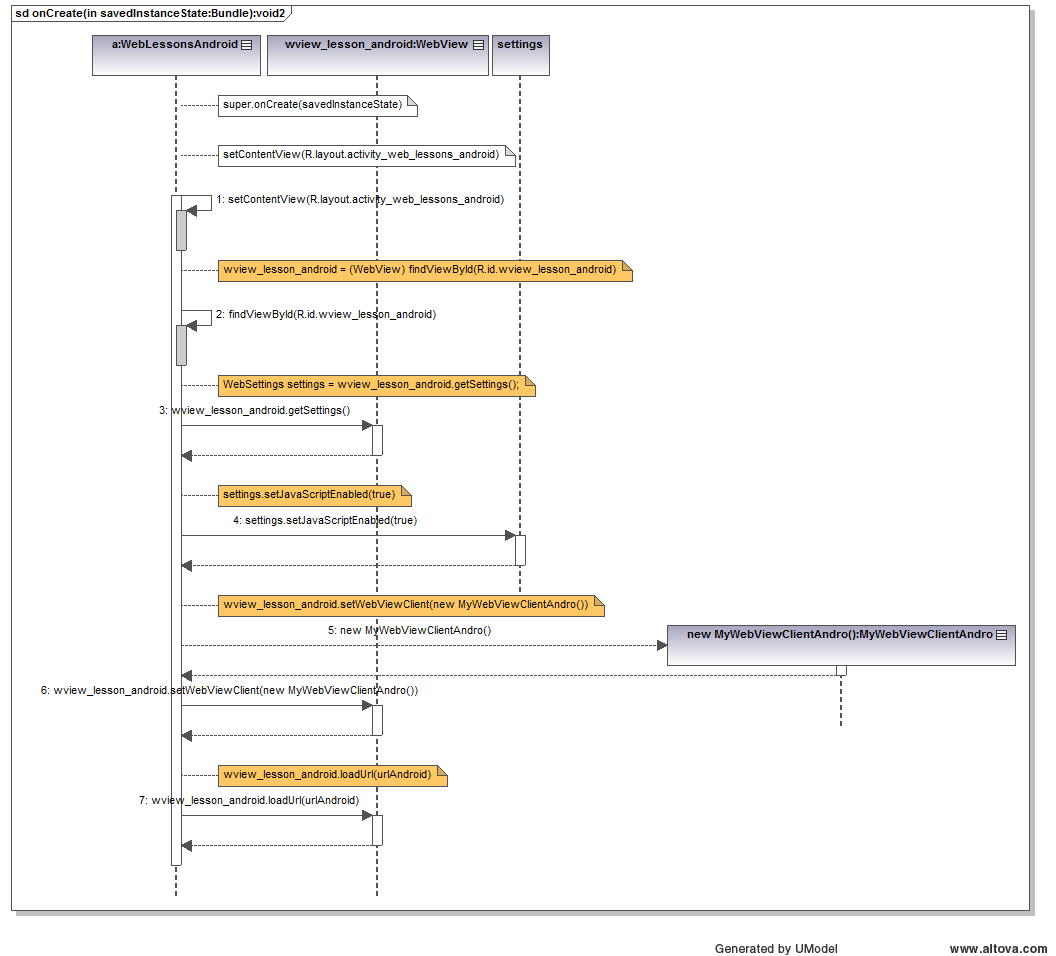 sd onCreate(in savedInstanceState:Bundle):void2
a:WebLessonsAndroid
wview_lesson_android:WebView
settings
super.onCreate(savedInstanceState)
setContentView(R.layout.activity_web_lessons_android)
1: setContentView(R.layout.activity_web_lessons_android)
wview_lesson_android = (WebView) findViewById(R.id.wview_lesson_android)
2: findViewById(R.id.wview_lesson_android)
WebSettings settings = wview_lesson_android.getSettings();
3: wview_lesson_android.getSettings()
settings.setJavaScriptEnabled(true)
4: settings.setJavaScriptEnabled(true)
wview_lesson_android.setWebViewClient(new MyWebViewClientAndro())
5: new MyWebViewClientAndro()
new MyWebViewClientAndro():MyWebViewClientAndro
6: wview_lesson_android.setWebViewClient(new MyWebViewClientAndro())
wview_lesson_android.loadUrl(urlAndroid)
7: wview_lesson_android.loadUrl(urlAndroid)
Generated by UModel
www.altova.com